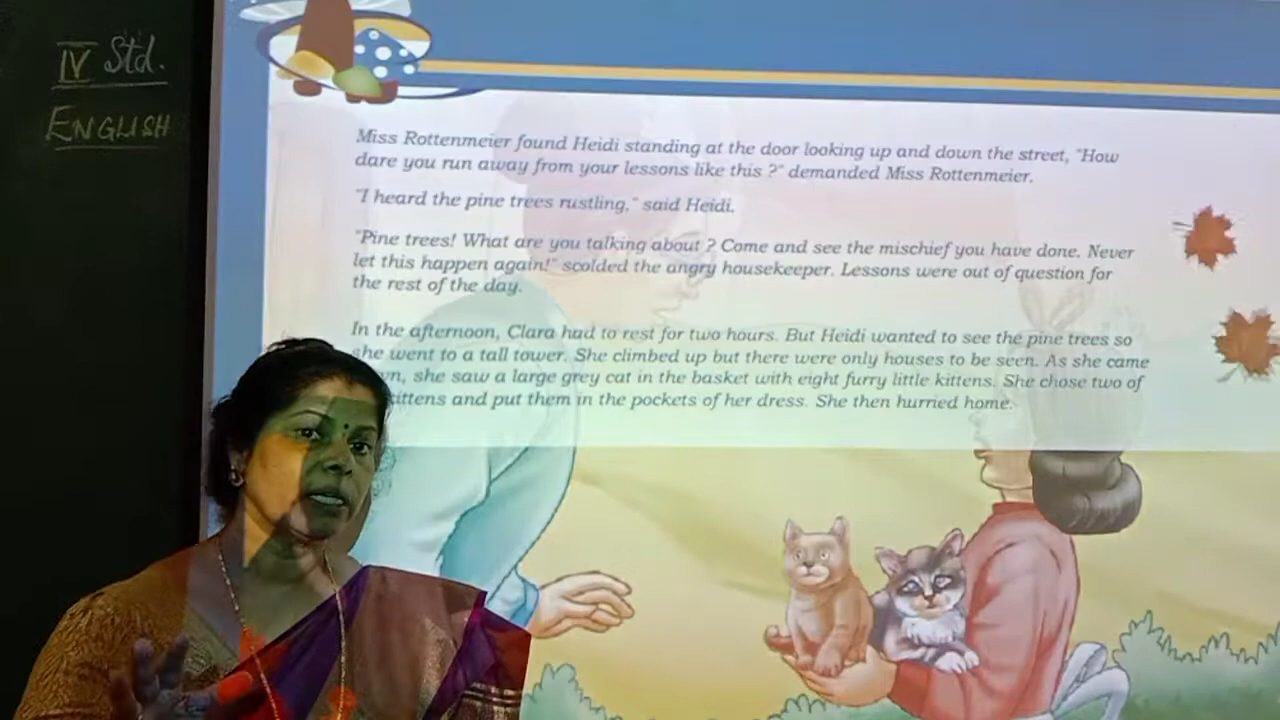 IV Std.
ENGLISH
Miss Rottenmeier found Heidi standing at the door looking up and down the street, "How
dare you run away from your lessons like this ?" demanded Miss Rottenmeier.
"I heard the pine trees rustling," said Heidi.
"Pine trees! What are you talking about ? Come and see the mischief you have done. Never
let this happen again!" scolded the angry housekeeper. Lessons were out of question for
the rest of the day.
In the afternoon, Clara had to rest for two hours. But Heidi wanted to see the pine trees so
she went to a tall tower. She climbed up but there were only houses to be seen. As she came
wn, she saw a large grey cat in the basket with eight furry little kittens. She chose two of
kittens and put them in the pockets of her dress. She then hurried home.